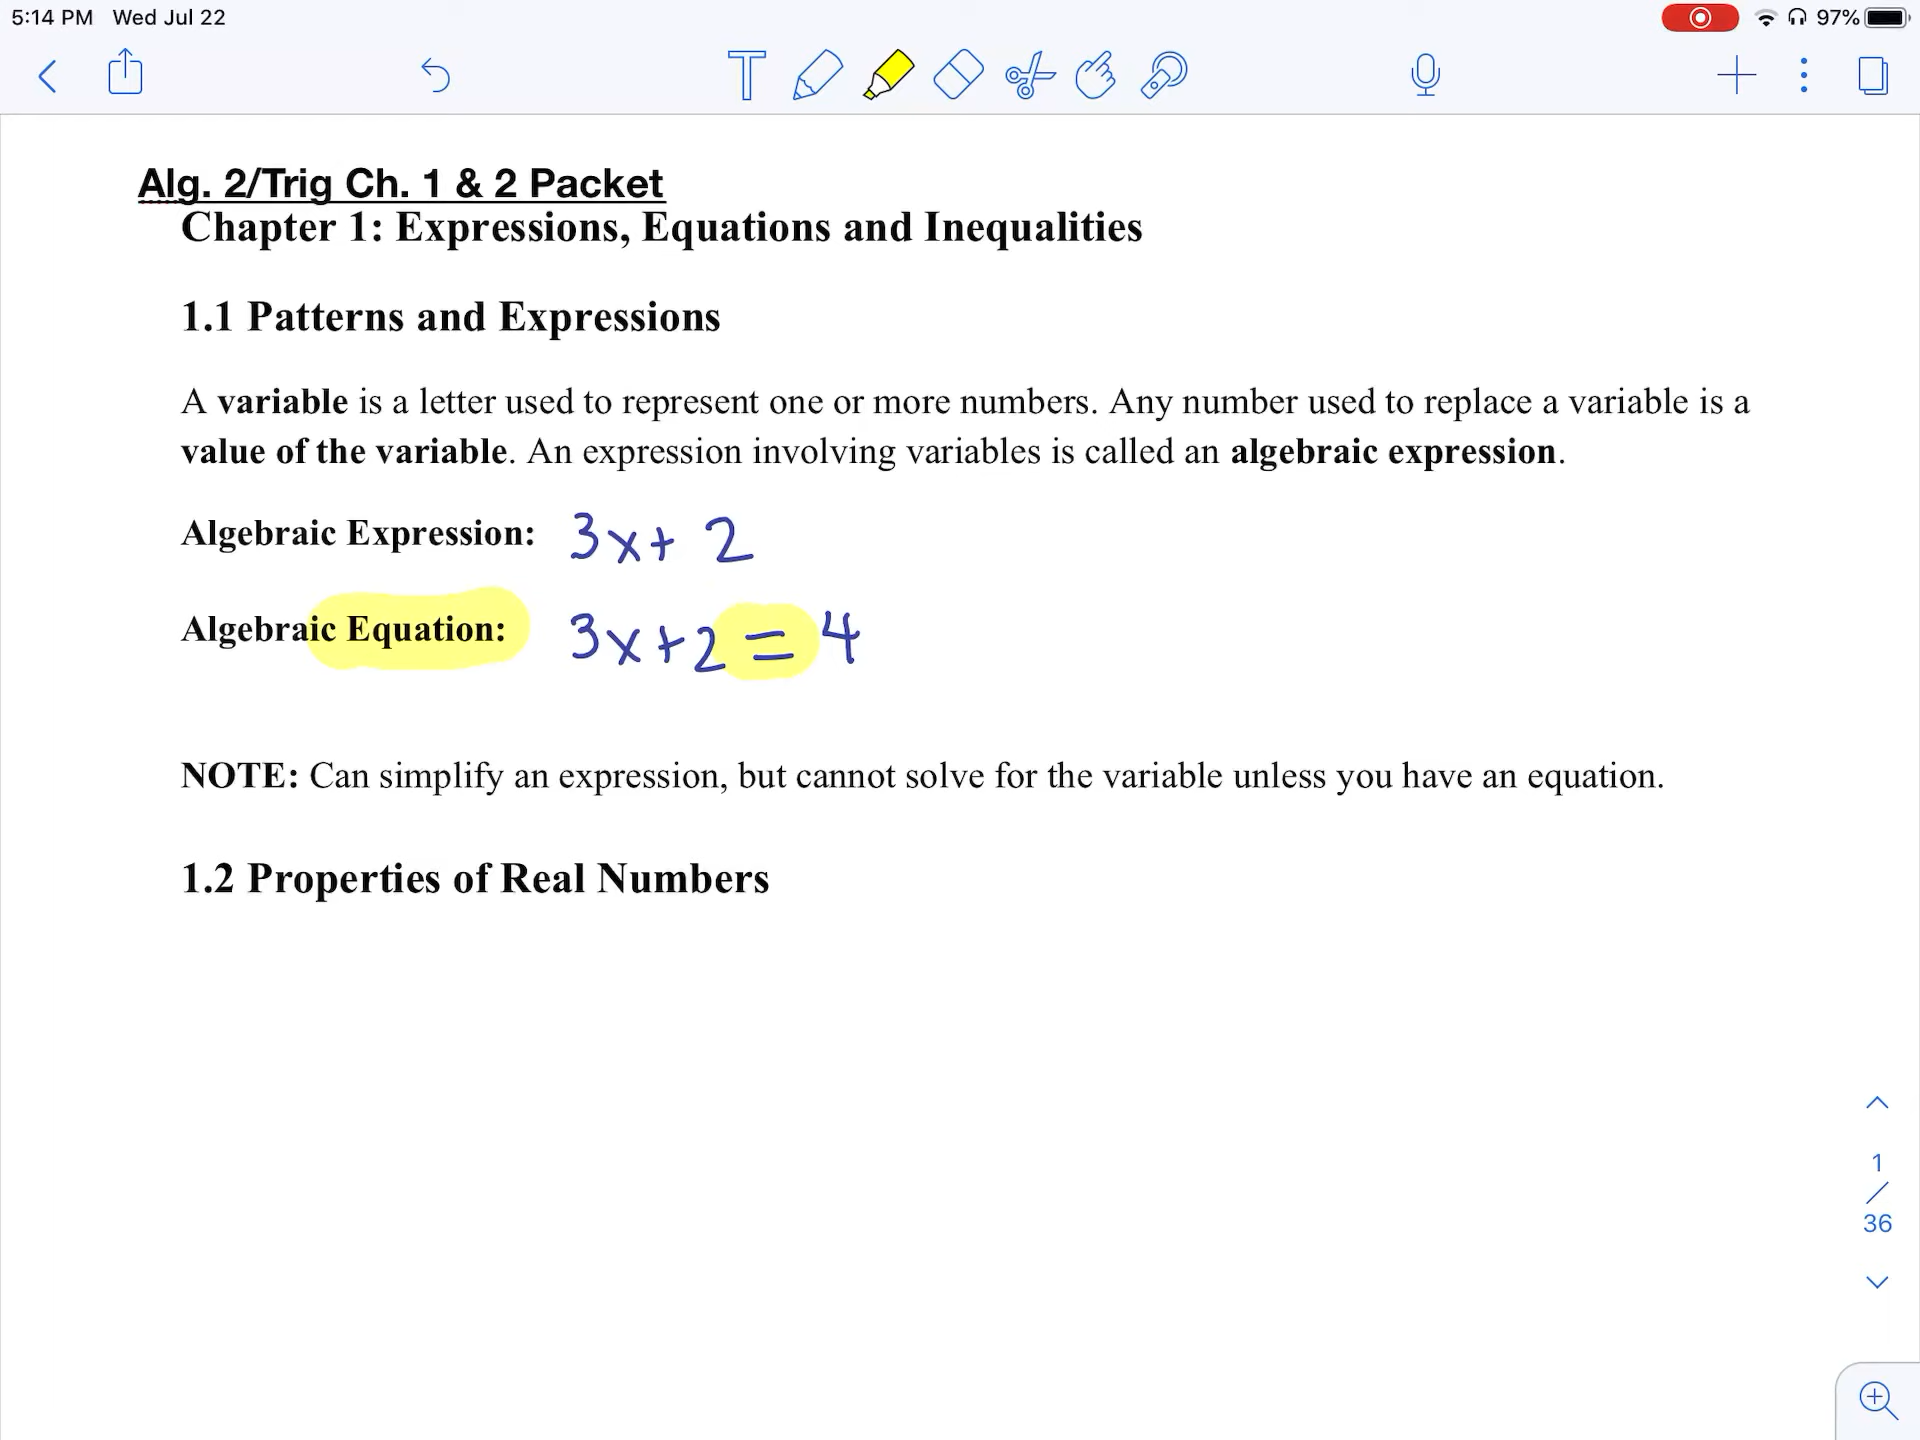 5:14 PM Wed Jul 22 97%
T
Alg. 2/Trig Ch. 1 & 2 Packet
Chapter 1: Expressions, Equations and Inequalities
1.1 Patterns and Expressions
A variable is a letter used to represent one or more numbers. Any number used to replace a variable is a
value of the variable. An expression involving variables is called an algebraic expression.
Algebraic Expression: 3x+ 2
Algebraic Equation: 3x+2 = 4
NOTE: Can simplify an expression, but cannot solve for the variable unless you have an equation.
1.2 Properties of Real Numbers
1
/
36